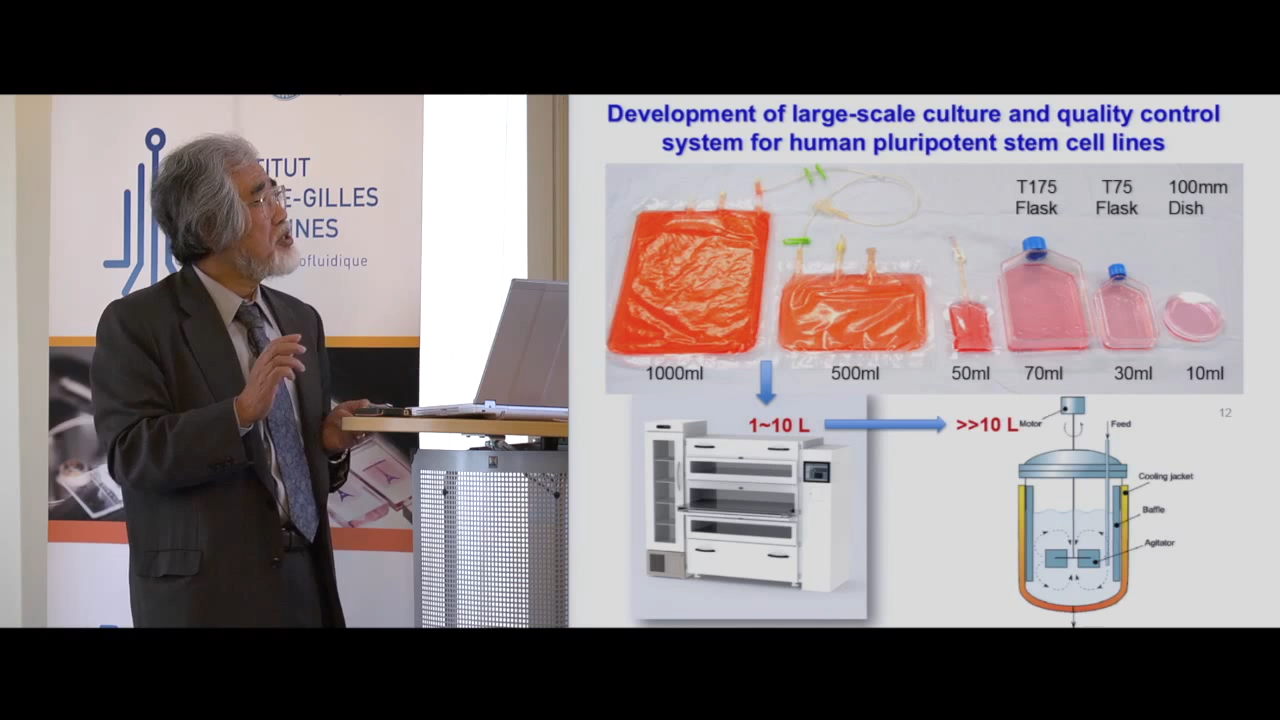 TITUT
E-GILLES
INES
ofluidique
Development of large-scale culture and quality control
system for human pluripotent stem cell lines
T175
Flask
T75
Flask
100mm
Dish
1000ml
500ml
50ml
70ml
30ml
10ml
12
1~10 L
>>10 L
Motor
Feed
Cooling jacket
Baffle
Agitator